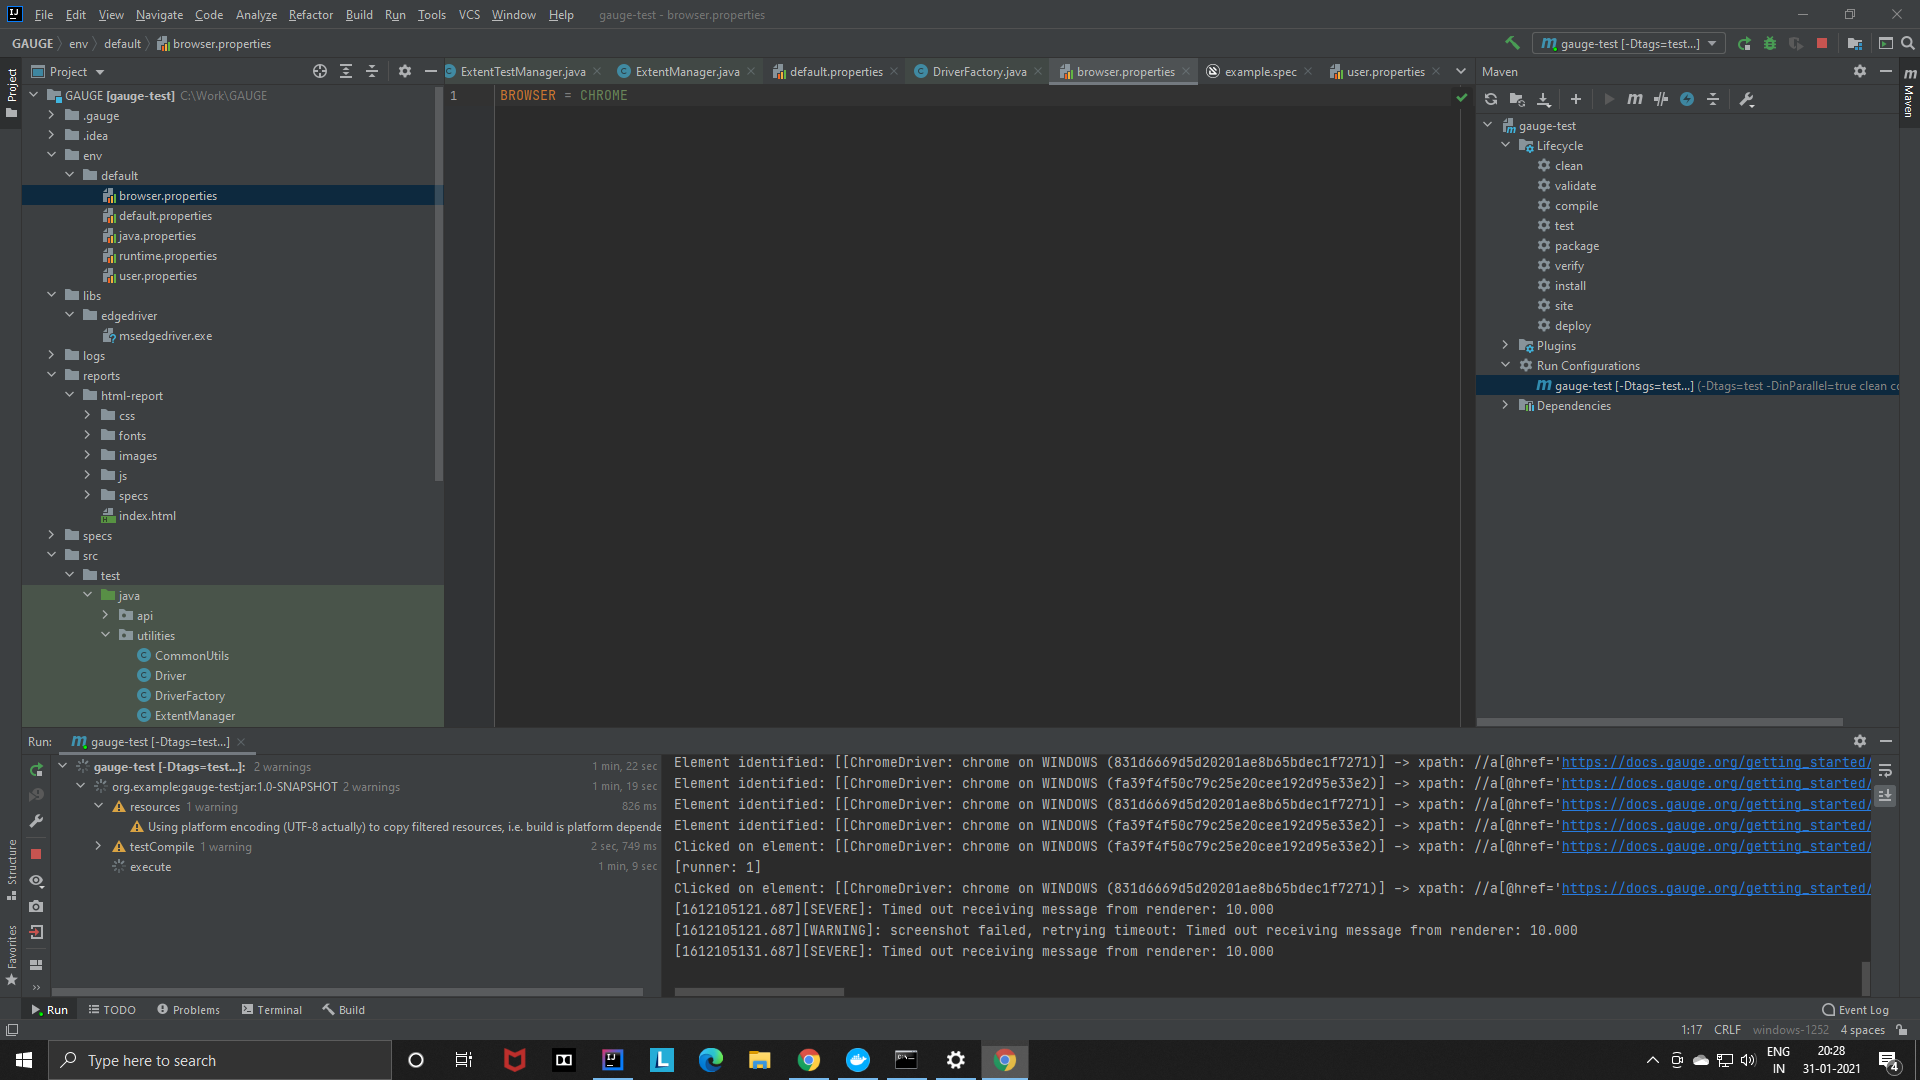 File Edit View Navigate Code Analyze Refactor Build Run Tools VCS Window Help gauge-test - browser.properties
GAUGE env default browser.properties
gauge-test [-Dtags=test...]
Project
ExtentTestManager.java ExtentManager.java default.properties DriverFactory.java browser.properties example.spec user.properties
Maven
Project
Maven
GAUGE [gauge-test] C:\Work\GAUGE
.gauge
.idea
env
default
browser.properties
default.properties
java.properties
runtime.properties
user.properties
libs
edgedriver
msedgedriver.exe
logs
reports
html-report
css
fonts
images
js
specs
index.html
specs
src
test
java
api
utilities
CommonUtils
Driver
DriverFactory
ExtentManager
1 BROWSER = CHROME
gauge-test
Lifecycle
clean
validate
compile
test
package
verify
install
site
deploy
Plugins
Run Configurations
gauge-test [-Dtags=test...] (-Dtags=test -DinParallel=true clean co
Dependencies
Structure
Favorites
Run: gauge-test [-Dtags=test...]
gauge-test [-Dtags=test...]: 2 warnings 1 min, 22 sec
org.example:gauge-test:jar:1.0-SNAPSHOT 2 warnings 1 min, 19 sec
resources 1 warning 826 ms
Using platform encoding (UTF-8 actually) to copy filtered resources, i.e. build is platform depende
testCompile 1 warning 2 sec, 749 ms
execute 1 min, 9 sec
Element identified: [[ChromeDriver: chrome on WINDOWS (831d6669d5d20201ae8b65bdec1f7271)] -> xpath: //a[@href='https://docs.gauge.org/getting_started/
Element identified: [[ChromeDriver: chrome on WINDOWS (fa39f4f50c79c25e20cee192d95e33e2)] -> xpath: //a[@href='https://docs.gauge.org/getting_started/
Element identified: [[ChromeDriver: chrome on WINDOWS (831d6669d5d20201ae8b65bdec1f7271)] -> xpath: //a[@href='https://docs.gauge.org/getting_started/
Element identified: [[ChromeDriver: chrome on WINDOWS (fa39f4f50c79c25e20cee192d95e33e2)] -> xpath: //a[@href='https://docs.gauge.org/getting_started/
Clicked on element: [[ChromeDriver: chrome on WINDOWS (fa39f4f50c79c25e20cee192d95e33e2)] -> xpath: //a[@href='https://docs.gauge.org/getting_started/
[runner: 1]
Clicked on element: [[ChromeDriver: chrome on WINDOWS (831d6669d5d20201ae8b65bdec1f7271)] -> xpath: //a[@href='https://docs.gauge.org/getting_started/
[1612105121.687][SEVERE]: Timed out receiving message from renderer: 10.000
[1612105121.687][WARNING]: screenshot failed, retrying timeout: Timed out receiving message from renderer: 10.000
[1612105131.687][SEVERE]: Timed out receiving message from renderer: 10.000
Run TODO Problems Terminal Build Event Log
1:17 CRLF windows-1252 4 spaces
Type here to search
ENG
IN
20:28
31-01-2021
4